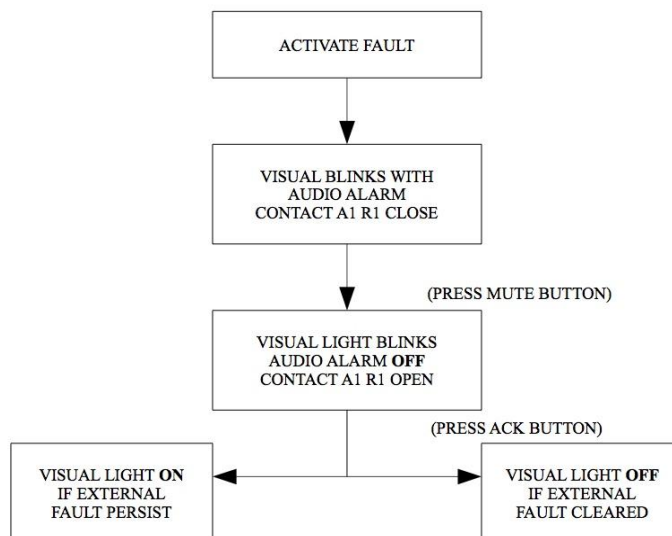 ACTIVATE FAULT
VISUAL BLINKS WITH
AUDIO ALARM
CONTACT A1 R1 CLOSE
(PRESS MUTE BUTTON)
VISUAL LIGHT BLINKS
AUDIO ALARM OFF
CONTACT A1 R1 OPEN
(PRESS ACK BUTTON)
VISUAL LIGHT ON
IF EXTERNAL
FAULT PERSIST
VISUAL LIGHT OFF
IF EXTERNAL
FAULT CLEARED